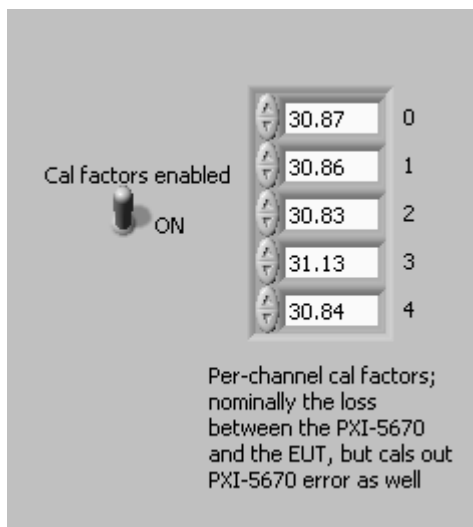 30.87 0
Cal factors enabled 30.86 1
ON 30.83 2
31.13 3
30.84 4
Per-channel cal factors;
nominally the loss
between the PXI-5670
and the EUT, but cals out
PXI-5670 error as well